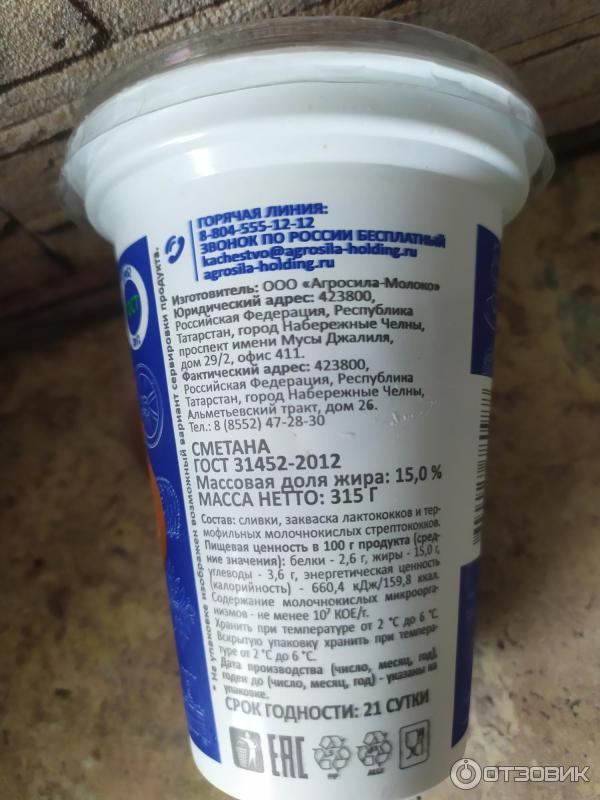 ГОРЯЧАЯ ЛИНИЯ:
8-804-555-12-12
ЗВОНОК ПО РОССИИ БЕСПЛАТНЫЙ
kachestvo@agrosila-holding.ru
agrosila-holding.ru
Изготовитель: ООО «Агросила-Молоко»
Юридический адрес: 423800,
Российская Федерация, Республика
Татарстан, город Набережные Челны,
проспект имени Мусы Джалиля,
дом 29/2, офис 411.
Фактический адрес: 423800,
Российская Федерация, Республика
Татарстан, город Набережные Челны,
Альметьевский тракт, дом 26.
Тел.: 8 (8552) 47-28-30
СМЕТАНА
ГОСТ 31452-2012
Массовая доля жира: 15,0 %
МАССА НЕТТО: 315 Г
Состав: сливки, закваска лактококков и тер-
мофильных молочнокислых стрептококков.
Пищевая ценность в 100 г продукта (сред-
ние значения): белки - 2,6 г, жиры - 15,0 г,
углеводы - 3,6 г, энергетическая ценность
(калорийность) - 660,4 кДж/159,8 ккал.
Содержание молочнокислых микроорга-
низмов - не менее 10⁷ КОЕ/г.
Хранить при температуре от 2 °С до 6 °С.
Вскрытую упаковку хранить при темпера-
туре от 2 °С до 6 °С.
Дата производства (число, месяц, год),
годен до (число, месяц, год) - указаны на
упаковке.
СРОК ГОДНОСТИ: 21 СУТКИ
EAC
* На упаковке изображен возможный вариант сервировки продукта.
ОТЗОВИК